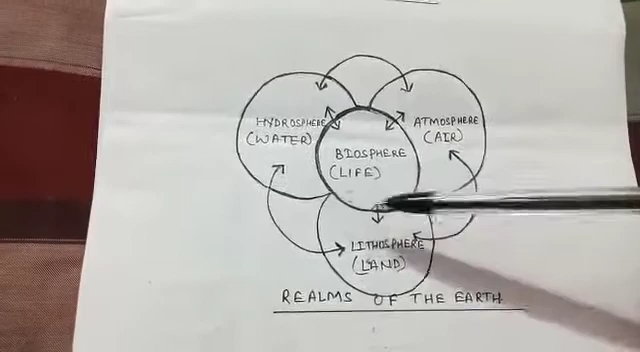 HYDROSPHERE
(WATER)
ATMOSPHERE
(AIR)
BIOSPHERE
(LIFE)
LITHOSPHERE
(LAND)
REALMS OF THE EARTH